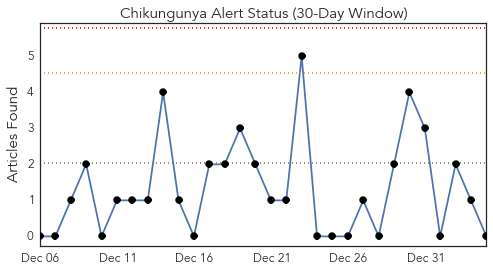 Chikungunya Alert Status (30-Day Window)
Articles Found
5
4
3
2
1
0
Dec 06 Dec 11 Dec 16 Dec 21 Dec 26 Dec 31